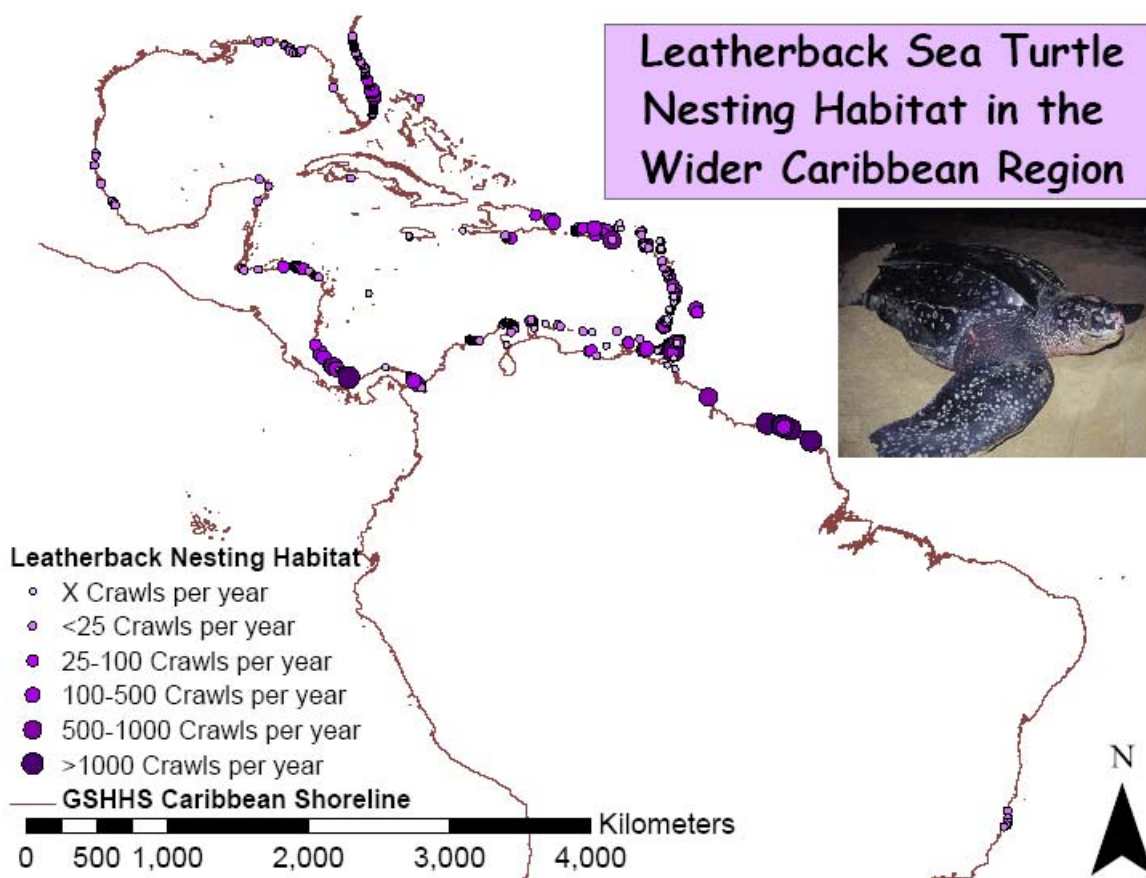 Leatherback Sea Turtle
Nesting Habitat in the
Wider Caribbean Region
Leatherback Nesting Habitat
X Crawls per year
<25 Crawls per year
25-100 Crawls per year
100-500 Crawls per year
500-1000 Crawls per year
>1000 Crawls per year
GSHHS Caribbean Shoreline
Kilometers
0 500 1,000 2,000 3,000 4,000
N